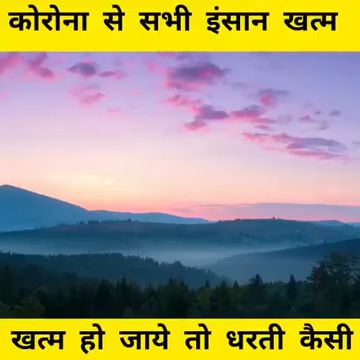 कोरोना से सभी इंसान खत्म
खत्म हो जाये तो धरती कैसी